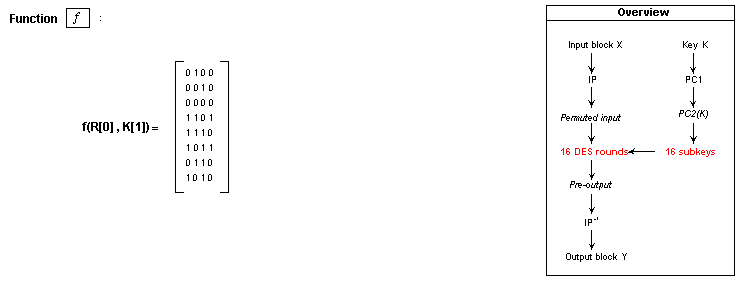 Function f :
f(R[0] , K[1]) =
0 1 0 0
0 0 1 0
0 0 0 0
1 1 0 1
1 1 1 0
1 0 1 1
0 1 1 0
1 0 1 0
Overview
Input block X
Key K
IP
PC1
Permuted input
PC2(K)
16 DES rounds
16 subkeys
Pre-output
IP⁻¹
Output block Y